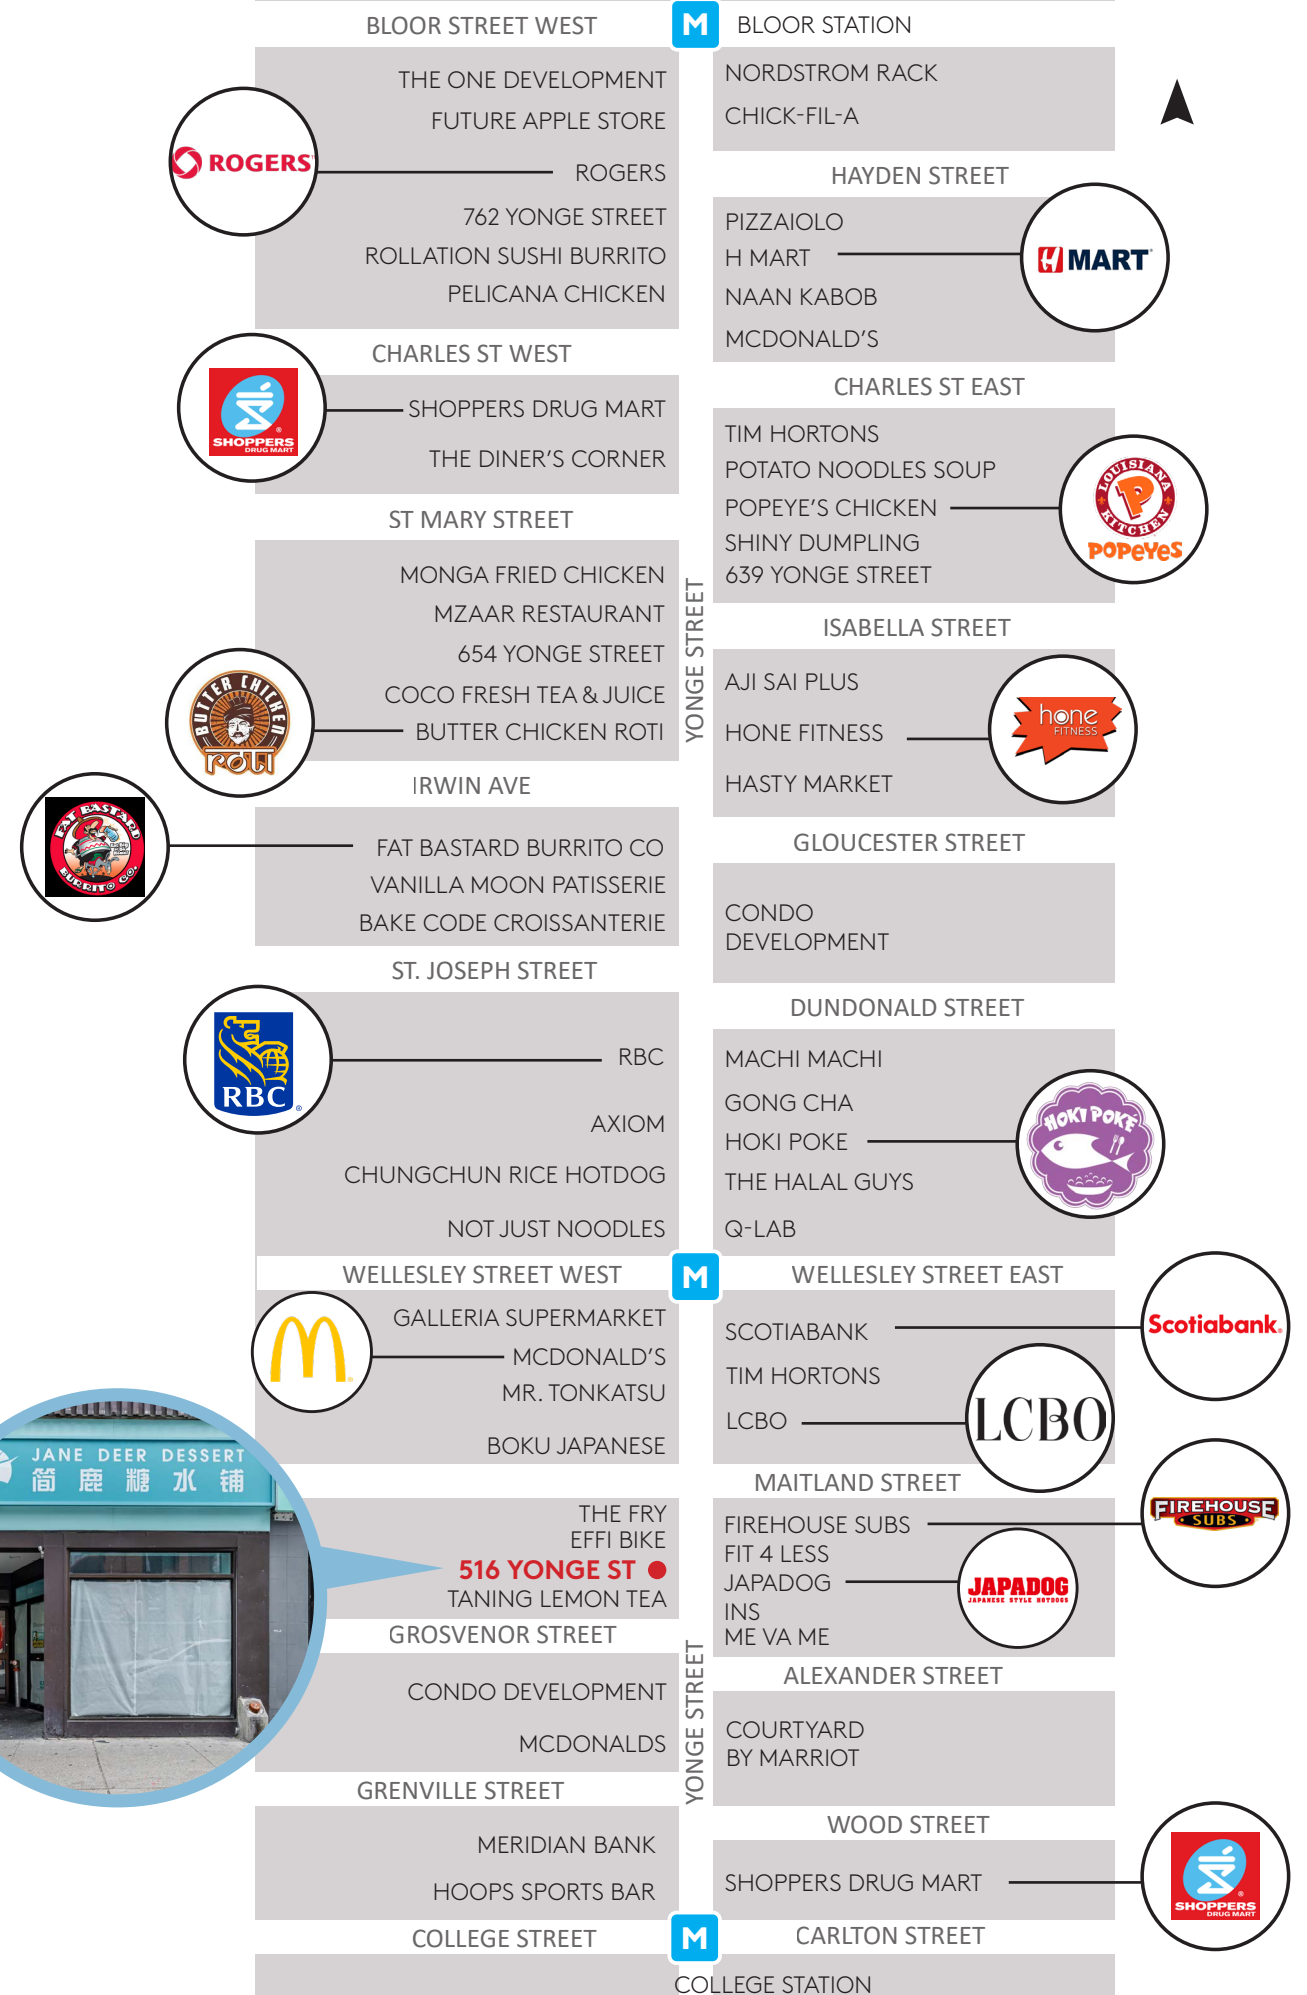 BLOOR STREET WEST
M
BLOOR STATION
THE ONE DEVELOPMENT
FUTURE APPLE STORE
ROGERS
ROGERS
762 YONGE STREET
ROLLATION SUSHI BURRITO
PELICANA CHICKEN
NORDSTROM RACK
CHICK-FIL-A
HAYDEN STREET
PIZZAIOLO
H MART
H MART
NAAN KABOB
MCDONALD'S
CHARLES ST WEST
SHOPPERS
DRUG MART
SHOPPERS DRUG MART
THE DINER'S CORNER
CHARLES ST EAST
TIM HORTONS
POTATO NOODLES SOUP
POPEYE'S CHICKEN
LOUISIANA
KITCHEN
POPEYES
SHINY DUMPLING
639 YONGE STREET
ST MARY STREET
MONGA FRIED CHICKEN
MZAAR RESTAURANT
654 YONGE STREET
COCO FRESH TEA & JUICE
BUTTER CHICKEN ROTI
BUTTER CHICKEN
roti
YONGE STREET
ISABELLA STREET
AJI SAI PLUS
HONE FITNESS
hone
FITNESS
HASTY MARKET
IRWIN AVE
FAT BASTARD
BURRITO CO.
FAT BASTARD BURRITO CO
VANILLA MOON PATISSERIE
BAKE CODE CROISSANTERIE
GLOUCESTER STREET
CONDO
DEVELOPMENT
ST. JOSEPH STREET
RBC
RBC
AXIOM
CHUNGCHUN RICE HOTDOG
NOT JUST NOODLES
DUNDONALD STREET
MACHI MACHI
GONG CHA
HOKI POKE
HOKI POKÉ
THE HALAL GUYS
Q-LAB
WELLESLEY STREET WEST
M
WELLESLEY STREET EAST
GALLERIA SUPERMARKET
MCDONALD'S
MR. TONKATSU
BOKU JAPANESE
SCOTIABANK
Scotiabank
TIM HORTONS
LCBO
LCBO
MAITLAND STREET
JANE DEER DESSERT
简鹿糖水铺
THE FRY
EFFI BIKE
516 YONGE ST
TANING LEMON TEA
FIREHOUSE SUBS
FIREHOUSE
SUBS
FIT 4 LESS
JAPADOG
JAPADOG
JAPANESE STYLE HOTDOGS
INS
ME VA ME
GROSVENOR STREET
CONDO DEVELOPMENT
MCDONALDS
YONGE STREET
ALEXANDER STREET
COURTYARD
BY MARRIOT
GRENVILLE STREET
MERIDIAN BANK
HOOPS SPORTS BAR
WOOD STREET
SHOPPERS DRUG MART
SHOPPERS
DRUG MART
COLLEGE STREET
M
CARLTON STREET
COLLEGE STATION